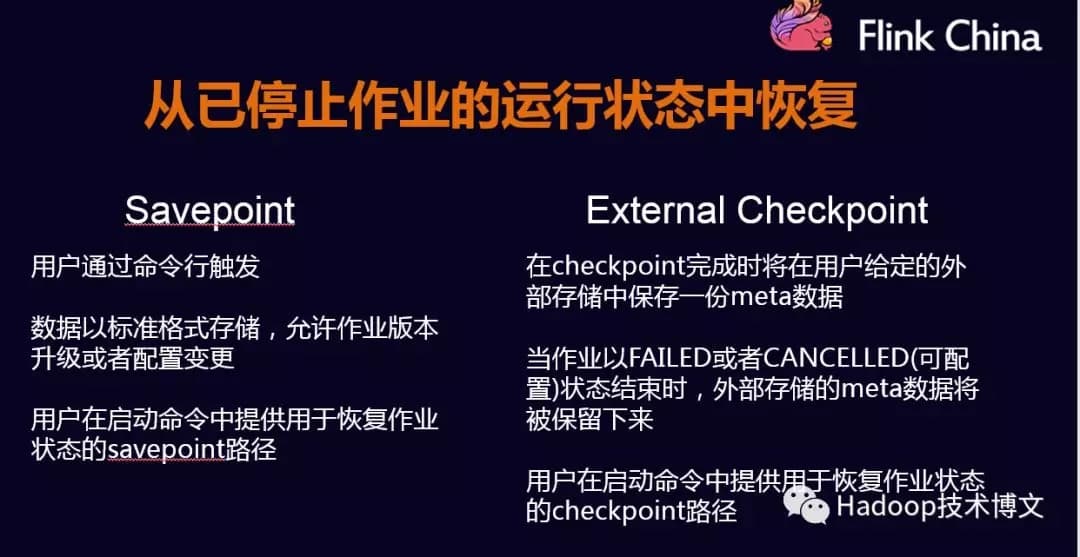 Flink China
从已停止作业的运行状态中恢复
Savepoint
用户通过命令行触发
数据以标准格式存储，允许作业版本
升级或者配置变更
用户在启动命令中提供用于恢复作业
状态的savepoint路径
External Checkpoint
在checkpoint完成时将在用户给定的外
部存储中保存一份meta数据
当作业以FAILED或者CANCELLED(可配
置)状态结束时，外部存储的meta数据将
被保留下来
用户在启动命令中提供用于恢复作业状态
的checkpoint路径
Hadoop技术博文